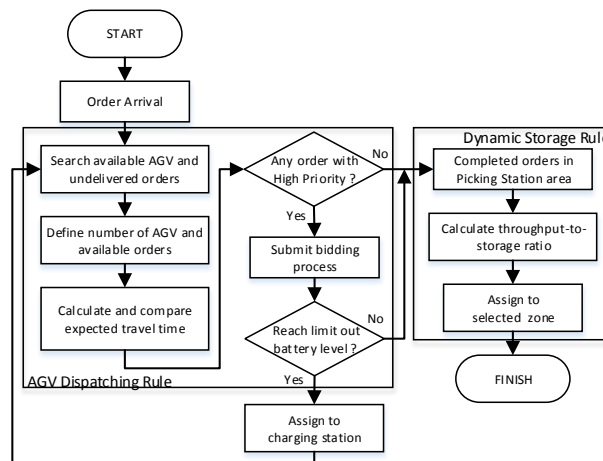 START
Order Arrival
Search available AGV and
undelivered orders
Define number of AGV and
available orders
Calculate and compare
expected travel time
AGV Dispatching Rule
Any order with
High Priority ?
No
Yes
Submit bidding
process
Reach limit out
battery level ?
No
Yes
Assign to
charging station
Dynamic Storage Rule
Completed orders in
Picking Station area
Calculate throughput-to-
storage ratio
Assign to
selected zone
FINISH